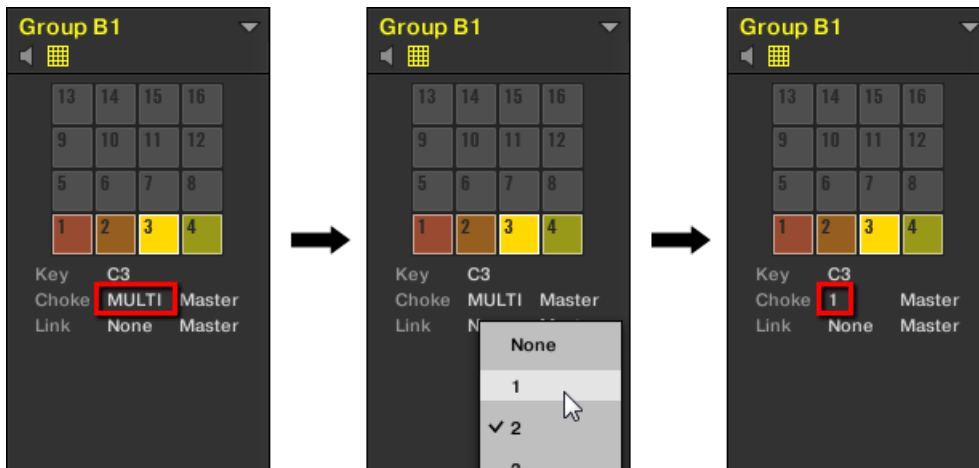 Group B1
13 14 15 16
9 10 11 12
5 6 7 8
1 2 3 4
Key C3
Choke MULTI Master
Link None Master
Group B1
13 14 15 16
9 10 11 12
5 6 7 8
1 2 3 4
Key C3
Choke MULTI Master
Link
None
1
2
Group B1
13 14 15 16
9 10 11 12
5 6 7 8
1 2 3 4
Key C3
Choke 1 Master
Link None Master